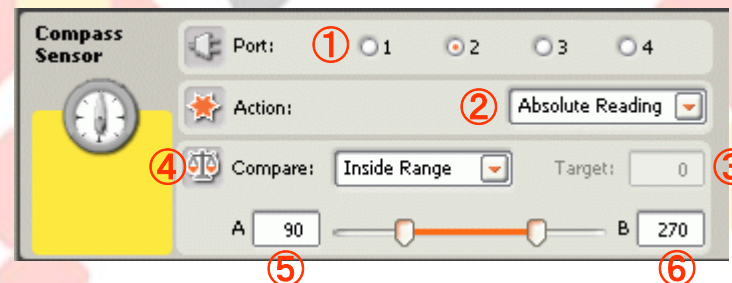 Compass
Sensor
Port: ① 1 2 3 4
Action: ② Absolute Reading
④ Compare: Inside Range Target: 0 ③
A 90 B 270
⑤ ⑥